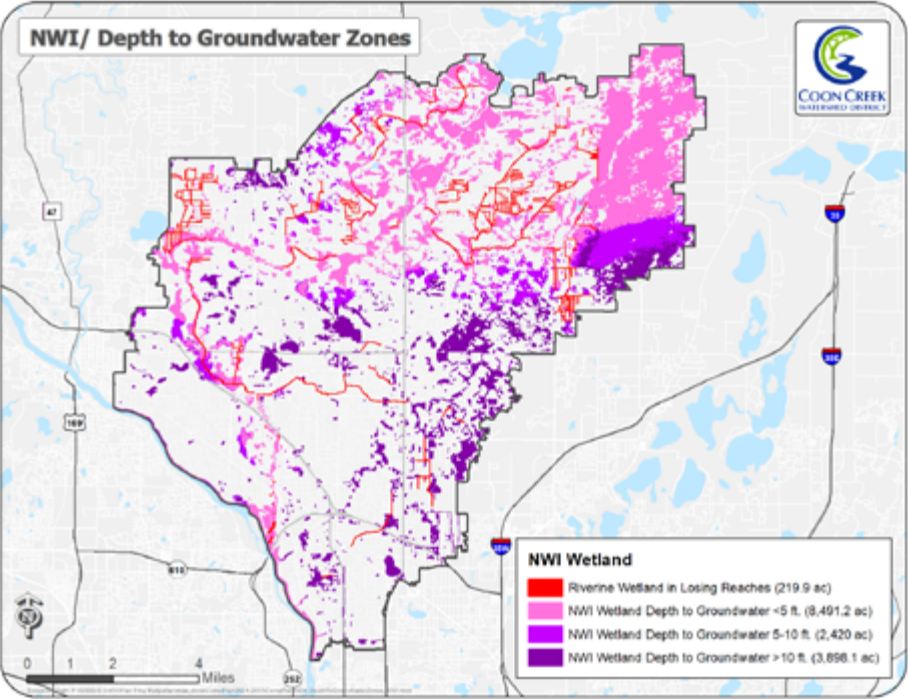 NWI/ Depth to Groundwater Zones
COON CREEK
WATERSHED DISTRICT
47
35
35E
169
610
252
NWI Wetland
Riverine Wetland in Losing Reaches (219.9 ac)
NWI Wetland Depth to Groundwater <5 ft. (8,491.2 ac)
NWI Wetland Depth to Groundwater 5-10 ft. (2,420 ac)
NWI Wetland Depth to Groundwater >10 ft. (3,898.1 ac)
0 1 2 4
Miles